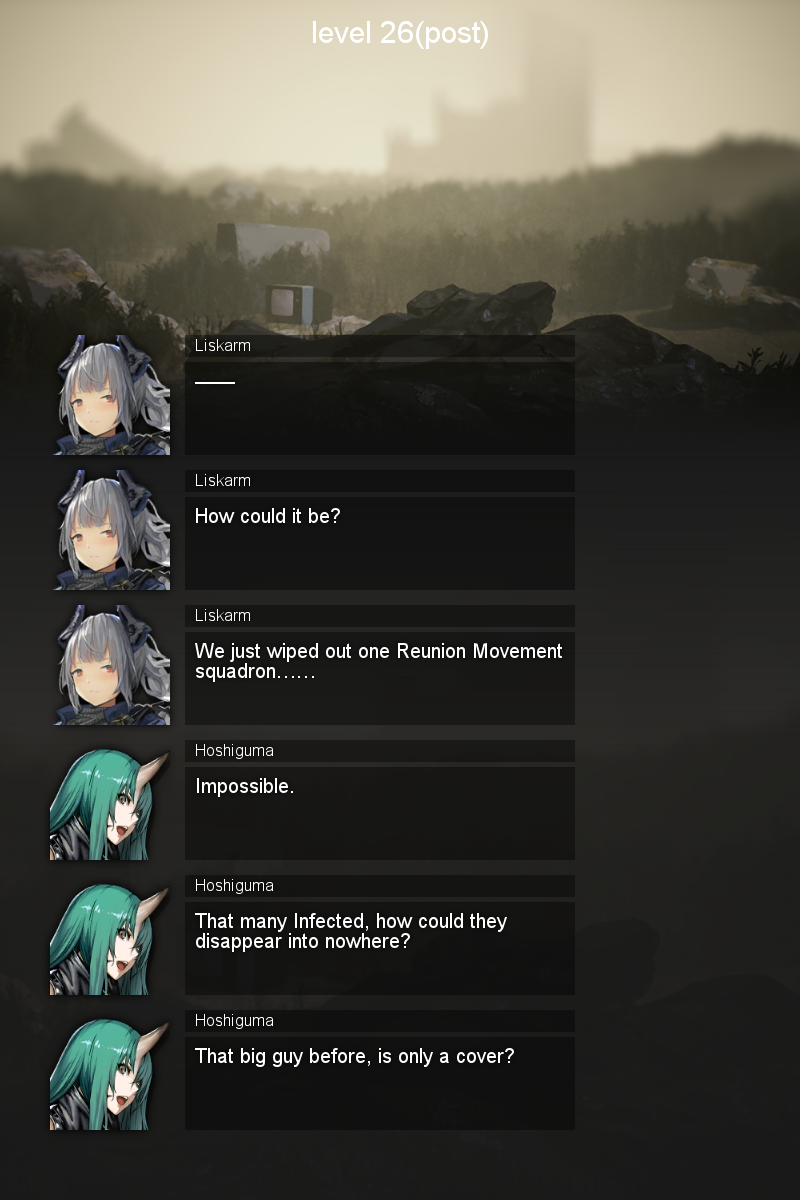 level 26(post)
Liskarm
——
Liskarm
How could it be?
Liskarm
We just wiped out one Reunion Movement
squadron……
Hoshiguma
Impossible.
Hoshiguma
That many Infected, how could they
disappear into nowhere?
Hoshiguma
That big guy before, is only a cover?